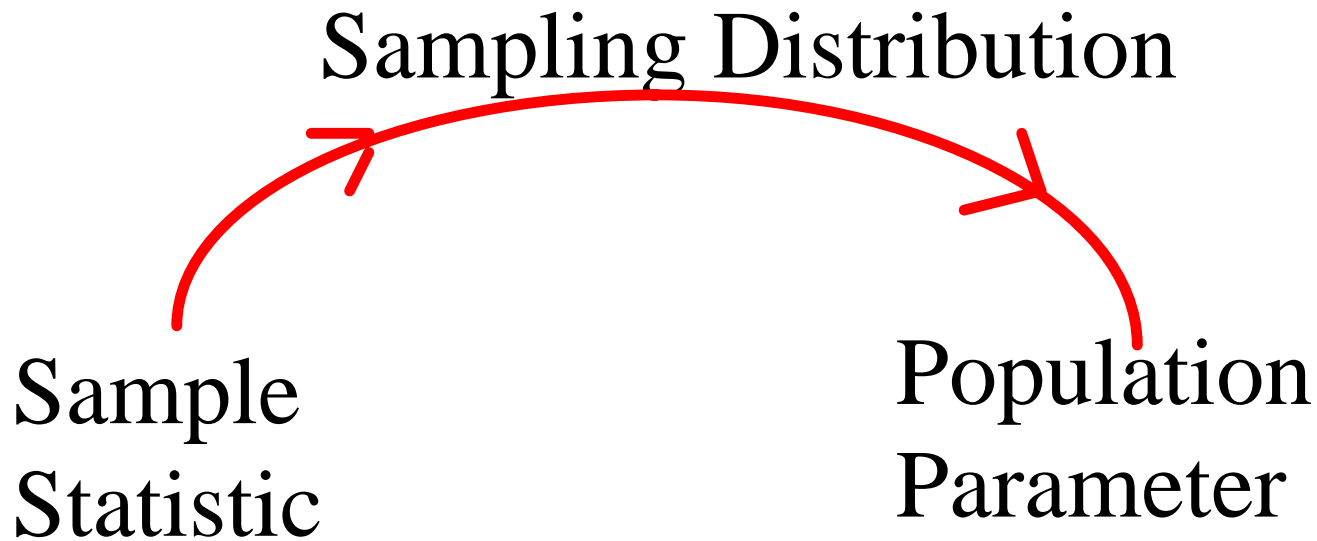 Sampling Distribution
Sample
Statistic
Population
Parameter